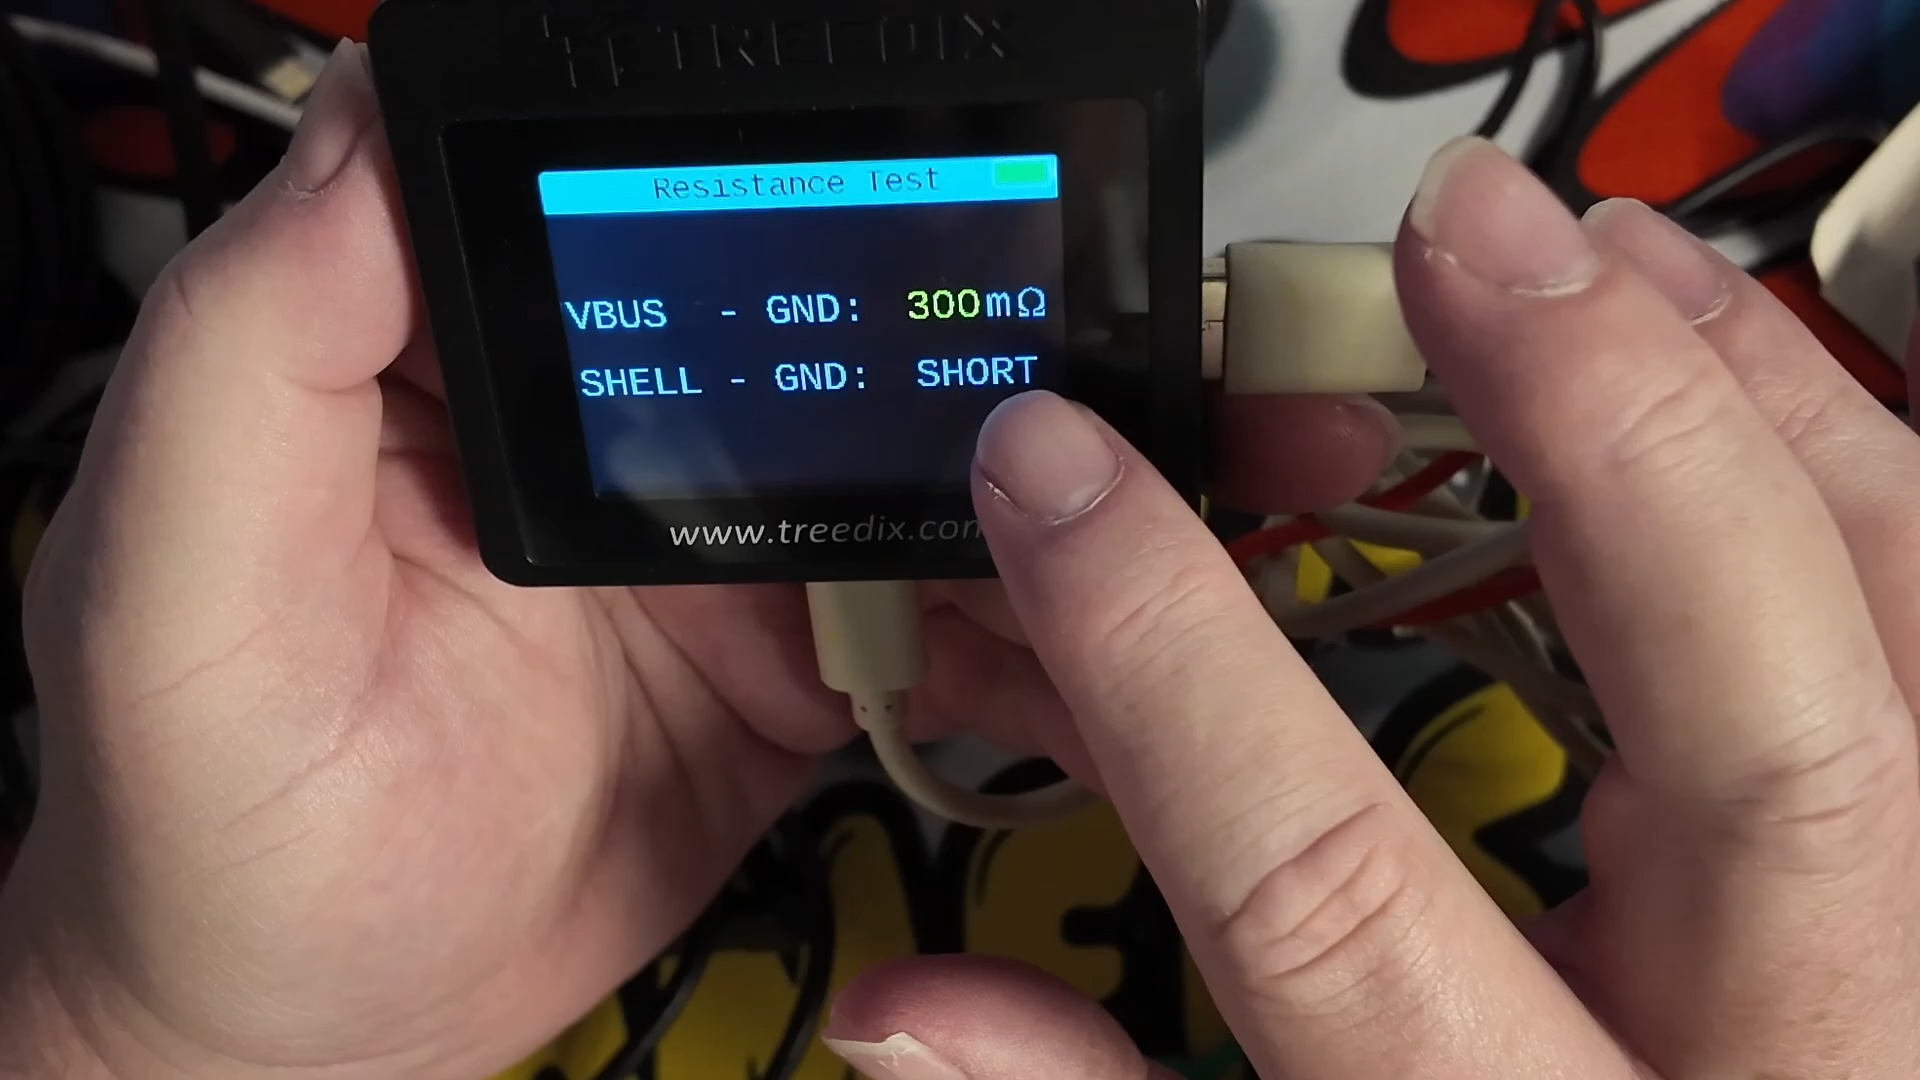 TREEDIX
Resistance Test
VBUS - GND: 300mΩ
SHELL - GND: SHORT
www.treedix.com